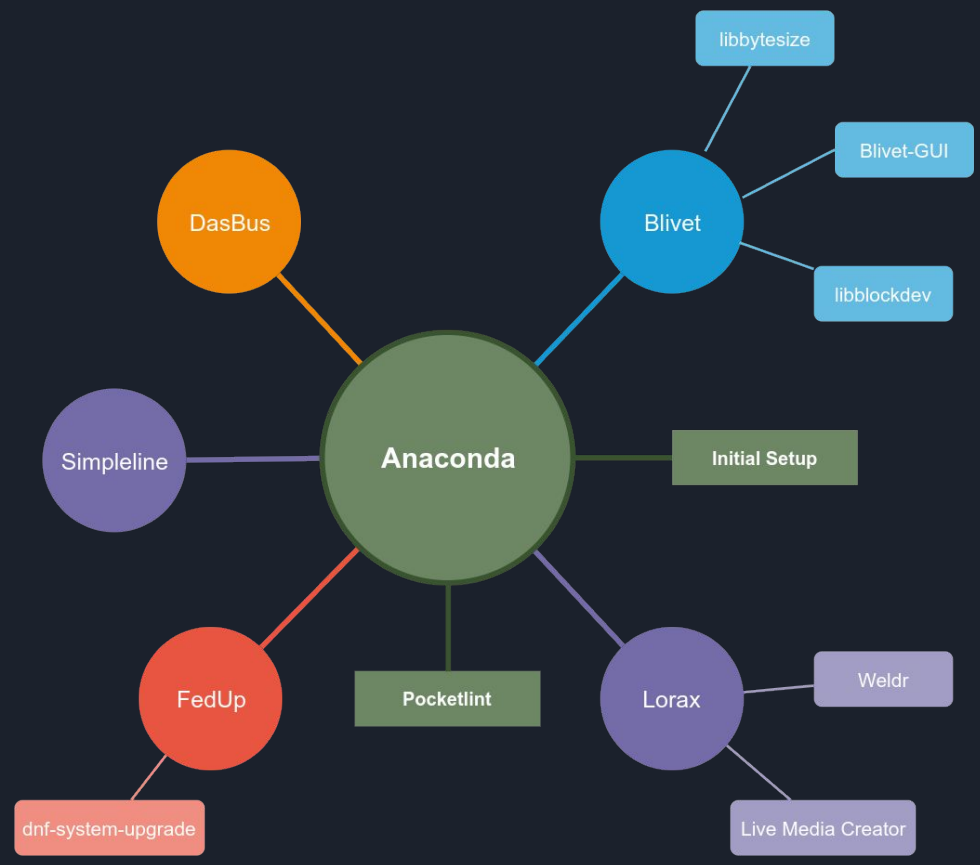 libbytesize
Blivet-GUI
DasBus
Blivet
libblockdev
Anaconda
Initial Setup
Simpleline
Weldr
FedUp
Pocketlint
Lorax
dnf-system-upgrade
Live Media Creator